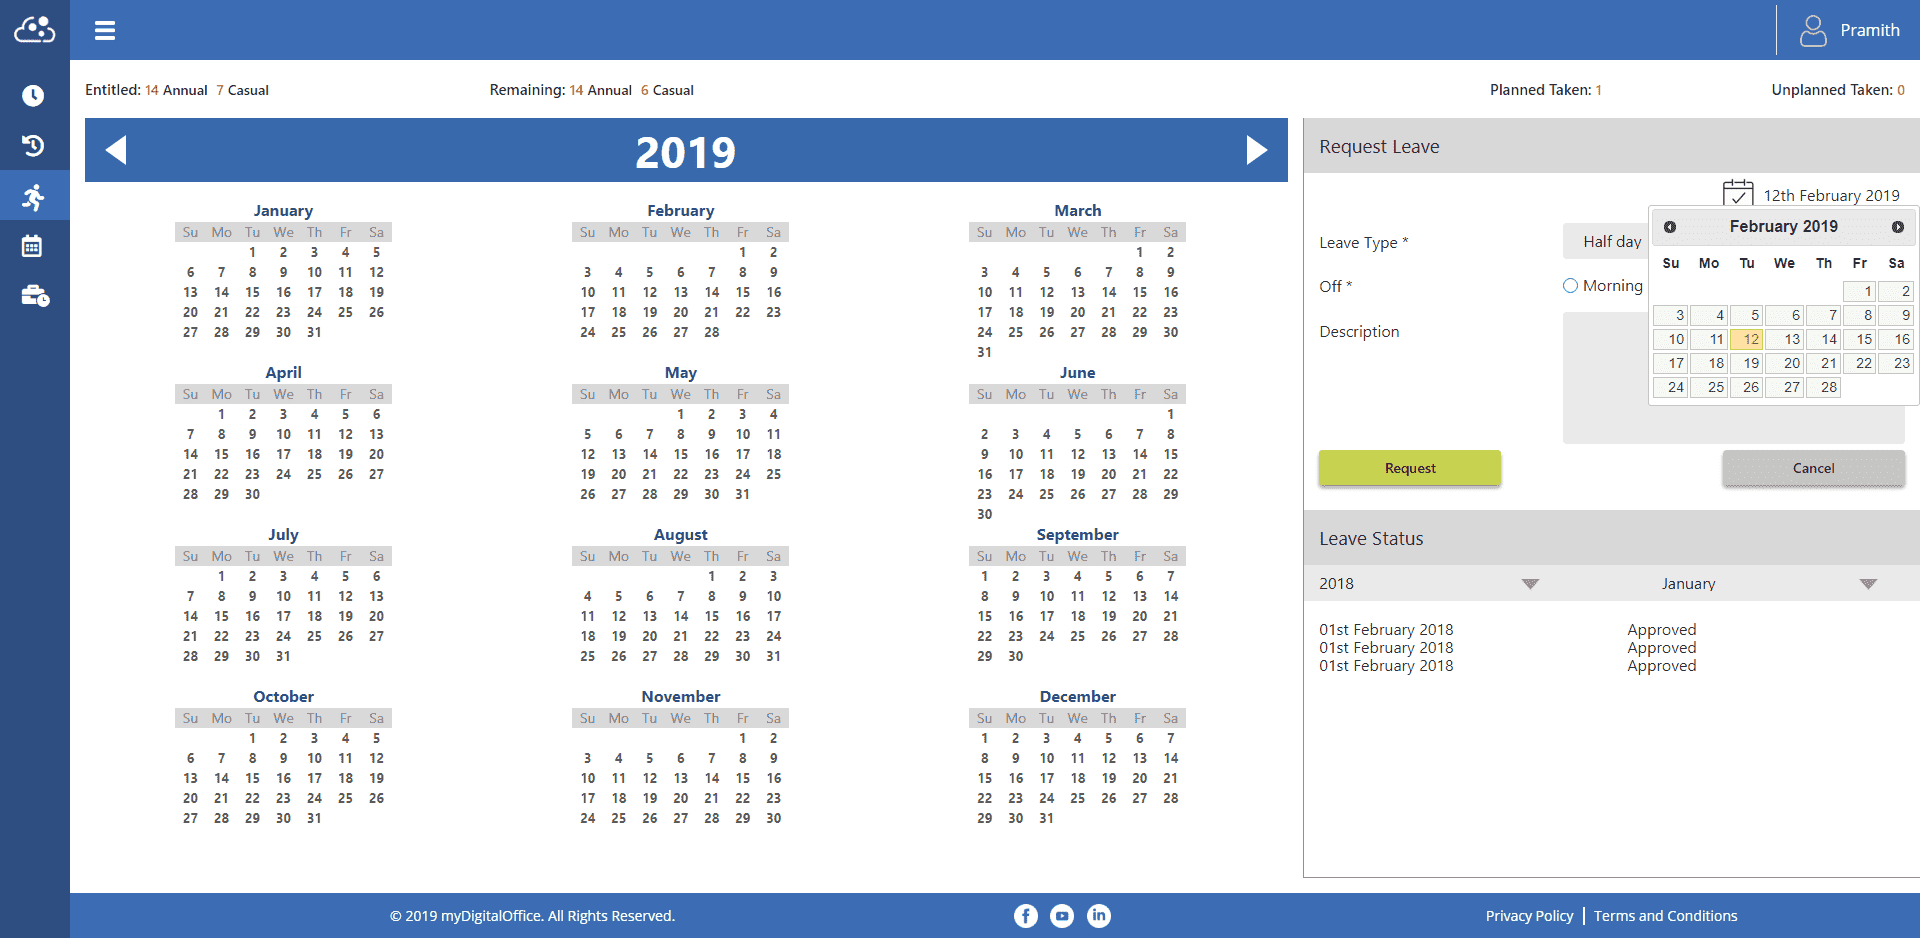 Pramith
Entitled: 14 Annual 7 Casual
Remaining: 14 Annual 6 Casual
Planned Taken: 1
Unplanned Taken: 0
2019
January
Su Mo Tu We Th Fr Sa
1 2 3 4 5
6 7 8 9 10 11 12
13 14 15 16 17 18 19
20 21 22 23 24 25 26
27 28 29 30 31
February
Su Mo Tu We Th Fr Sa
1 2
3 4 5 6 7 8 9
10 11 12 13 14 15 16
17 18 19 20 21 22 23
24 25 26 27 28
March
Su Mo Tu We Th Fr Sa
1 2
3 4 5 6 7 8 9
10 11 12 13 14 15 16
17 18 19 20 21 22 23
24 25 26 27 28 29 30
31
April
Su Mo Tu We Th Fr Sa
1 2 3 4 5 6
7 8 9 10 11 12 13
14 15 16 17 18 19 20
21 22 23 24 25 26 27
28 29 30
May
Su Mo Tu We Th Fr Sa
1 2 3 4
5 6 7 8 9 10 11
12 13 14 15 16 17 18
19 20 21 22 23 24 25
26 27 28 29 30 31
June
Su Mo Tu We Th Fr Sa
1
2 3 4 5 6 7 8
9 10 11 12 13 14 15
16 17 18 19 20 21 22
23 24 25 26 27 28 29
30
July
Su Mo Tu We Th Fr Sa
1 2 3 4 5 6
7 8 9 10 11 12 13
14 15 16 17 18 19 20
21 22 23 24 25 26 27
28 29 30 31
August
Su Mo Tu We Th Fr Sa
1 2 3
4 5 6 7 8 9 10
11 12 13 14 15 16 17
18 19 20 21 22 23 24
25 26 27 28 29 30 31
September
Su Mo Tu We Th Fr Sa
1 2 3 4 5 6 7
8 9 10 11 12 13 14
15 16 17 18 19 20 21
22 23 24 25 26 27 28
29 30
October
Su Mo Tu We Th Fr Sa
1 2 3 4 5
6 7 8 9 10 11 12
13 14 15 16 17 18 19
20 21 22 23 24 25 26
27 28 29 30 31
November
Su Mo Tu We Th Fr Sa
1 2
3 4 5 6 7 8 9
10 11 12 13 14 15 16
17 18 19 20 21 22 23
24 25 26 27 28 29 30
December
Su Mo Tu We Th Fr Sa
1 2 3 4 5 6 7
8 9 10 11 12 13 14
15 16 17 18 19 20 21
22 23 24 25 26 27 28
29 30 31
Request Leave
12th February 2019
Leave Type *
Half day
Off *
Morning
Description
February 2019
Su Mo Tu We Th Fr Sa
1 2
3 4 5 6 7 8 9
10 11 12 13 14 15 16
17 18 19 20 21 22 23
24 25 26 27 28
Request
Cancel
Leave Status
2018
January
01st February 2018 Approved
01st February 2018 Approved
01st February 2018 Approved
© 2019 myDigitalOffice. All Rights Reserved.
Privacy Policy | Terms and Conditions